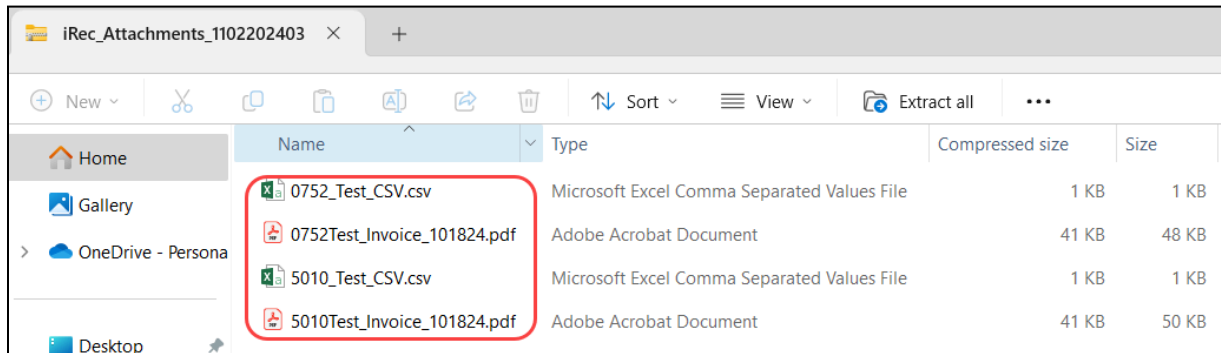 iRec_Attachments_1102202403
New Sort View Extract all
Name Type Compressed size Size
Home
Gallery
OneDrive - Persona
Desktop
0752_Test_CSV.csv Microsoft Excel Comma Separated Values File 1 KB 1 KB
0752Test_Invoice_101824.pdf Adobe Acrobat Document 41 KB 48 KB
5010_Test_CSV.csv Microsoft Excel Comma Separated Values File 1 KB 1 KB
5010Test_Invoice_101824.pdf Adobe Acrobat Document 41 KB 50 KB